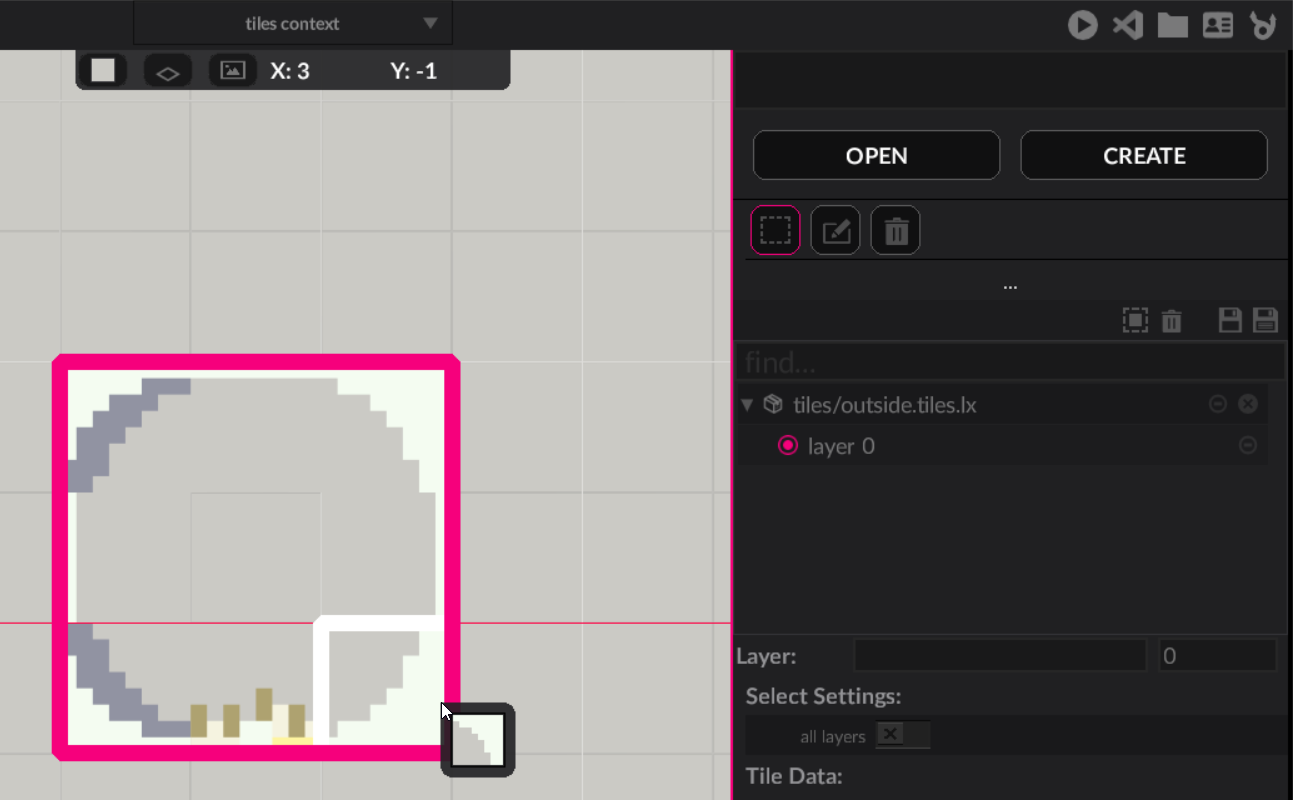 tiles context
X: 3 Y: -1
OPEN CREATE
...
find...
tiles/outside.tiles.lx
layer 0
Layer: 0
Select Settings:
all layers
Tile Data: